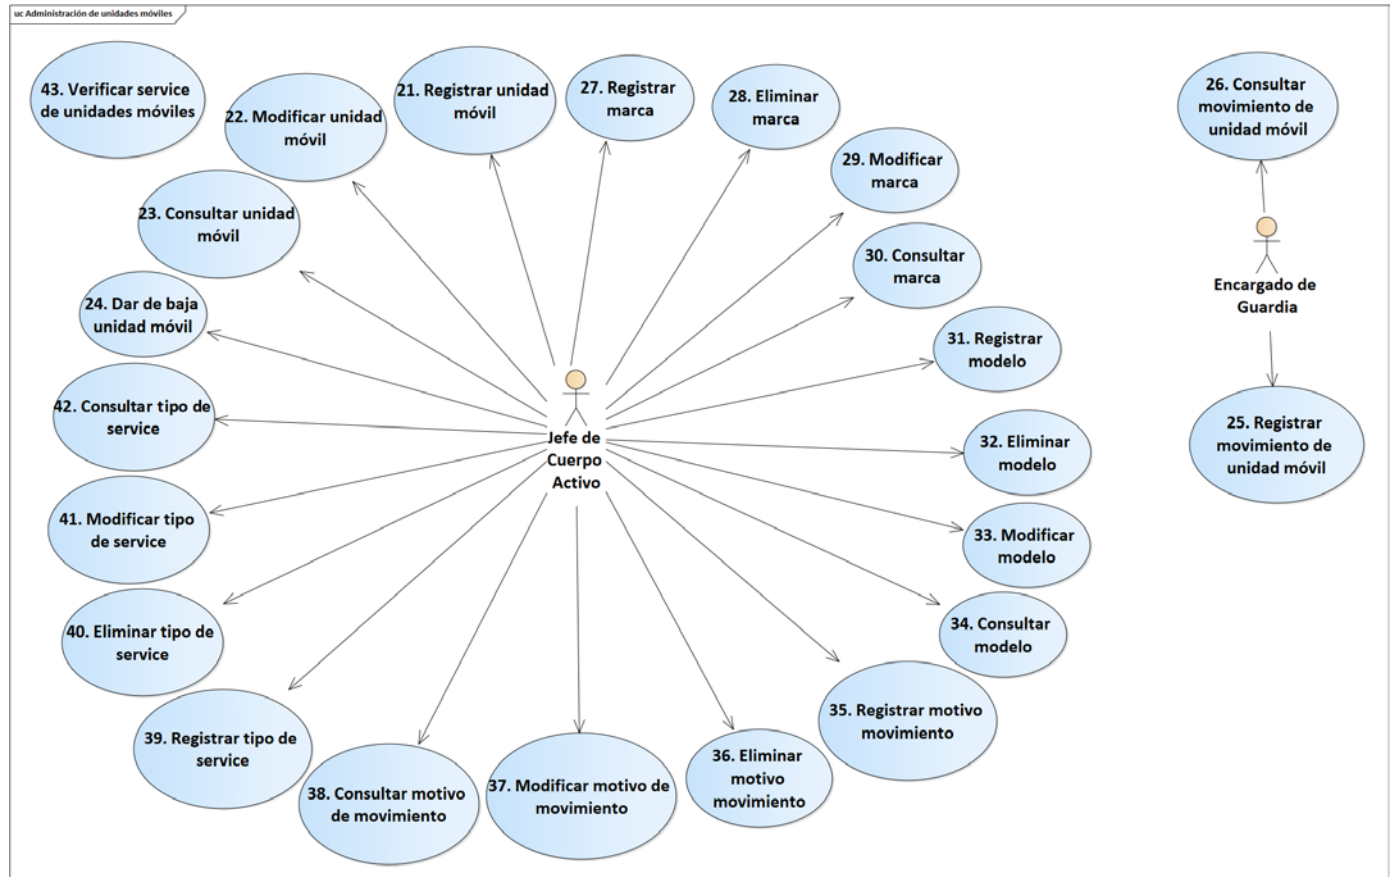 uc Administración de unidades móviles
43. Verificar service
de unidades móviles
22. Modificar unidad
móvil
21. Registrar unidad
móvil
27. Registrar
marca
28. Eliminar
marca
29. Modificar
marca
30. Consultar
marca
31. Registrar
modelo
32. Eliminar
modelo
33. Modificar
modelo
34. Consultar
modelo
35. Registrar motivo
movimiento
36. Eliminar
motivo
movimiento
37. Modificar motivo de
movimiento
38. Consultar motivo
de movimiento
39. Registrar tipo de
service
40. Eliminar tipo de
service
41. Modificar tipo
de service
42. Consultar tipo de
service
24. Dar de baja
unidad móvil
23. Consultar unidad
móvil
Jefe de
Cuerpo
Activo
26. Consultar
movimiento de
unidad móvil
Encargado de
Guardia
25. Registrar
movimiento de
unidad móvil